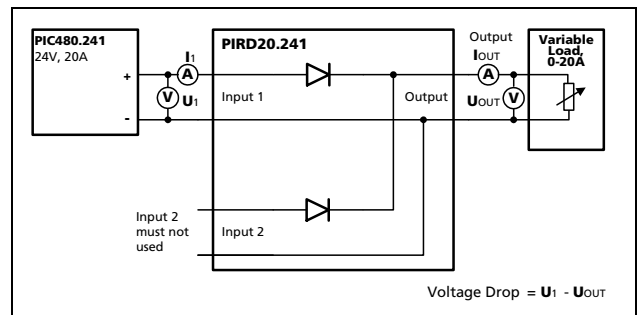 PIC480.241
24V, 20A
+
-
I1
A
V
U1
PIRD20.241
Input 1
Output
Input 2
Input 2
must not
used
Output
IOUT
A
UOUT
V
Variable
Load,
0-20A
Voltage Drop = U1 - UOUT